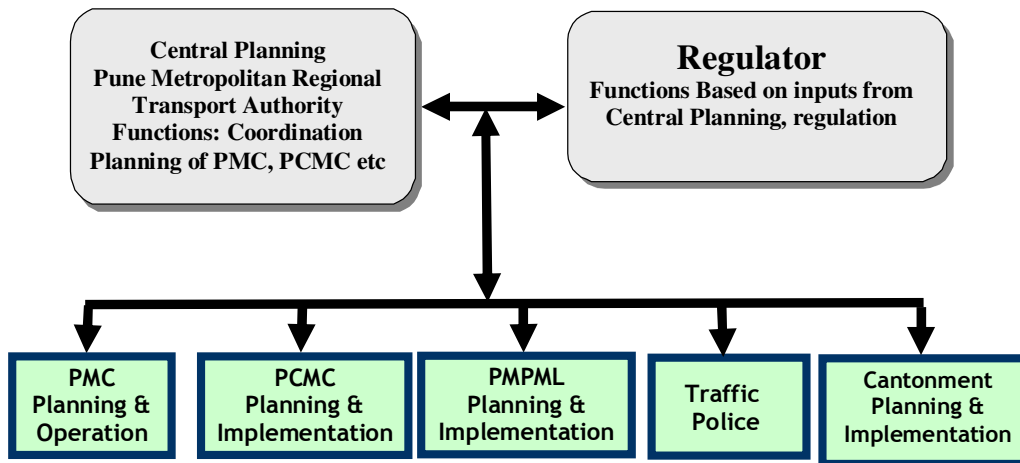 Central Planning
Pune Metropolitan Regional
Transport Authority
Functions: Coordination
Planning of PMC, PCMC etc
Regulator
Functions Based on inputs from
Central Planning, regulation
PMC
Planning &
Operation
PCMC
Planning &
Implementation
PMPML
Planning &
Implementation
Traffic
Police
Cantonment
Planning &
Implementation